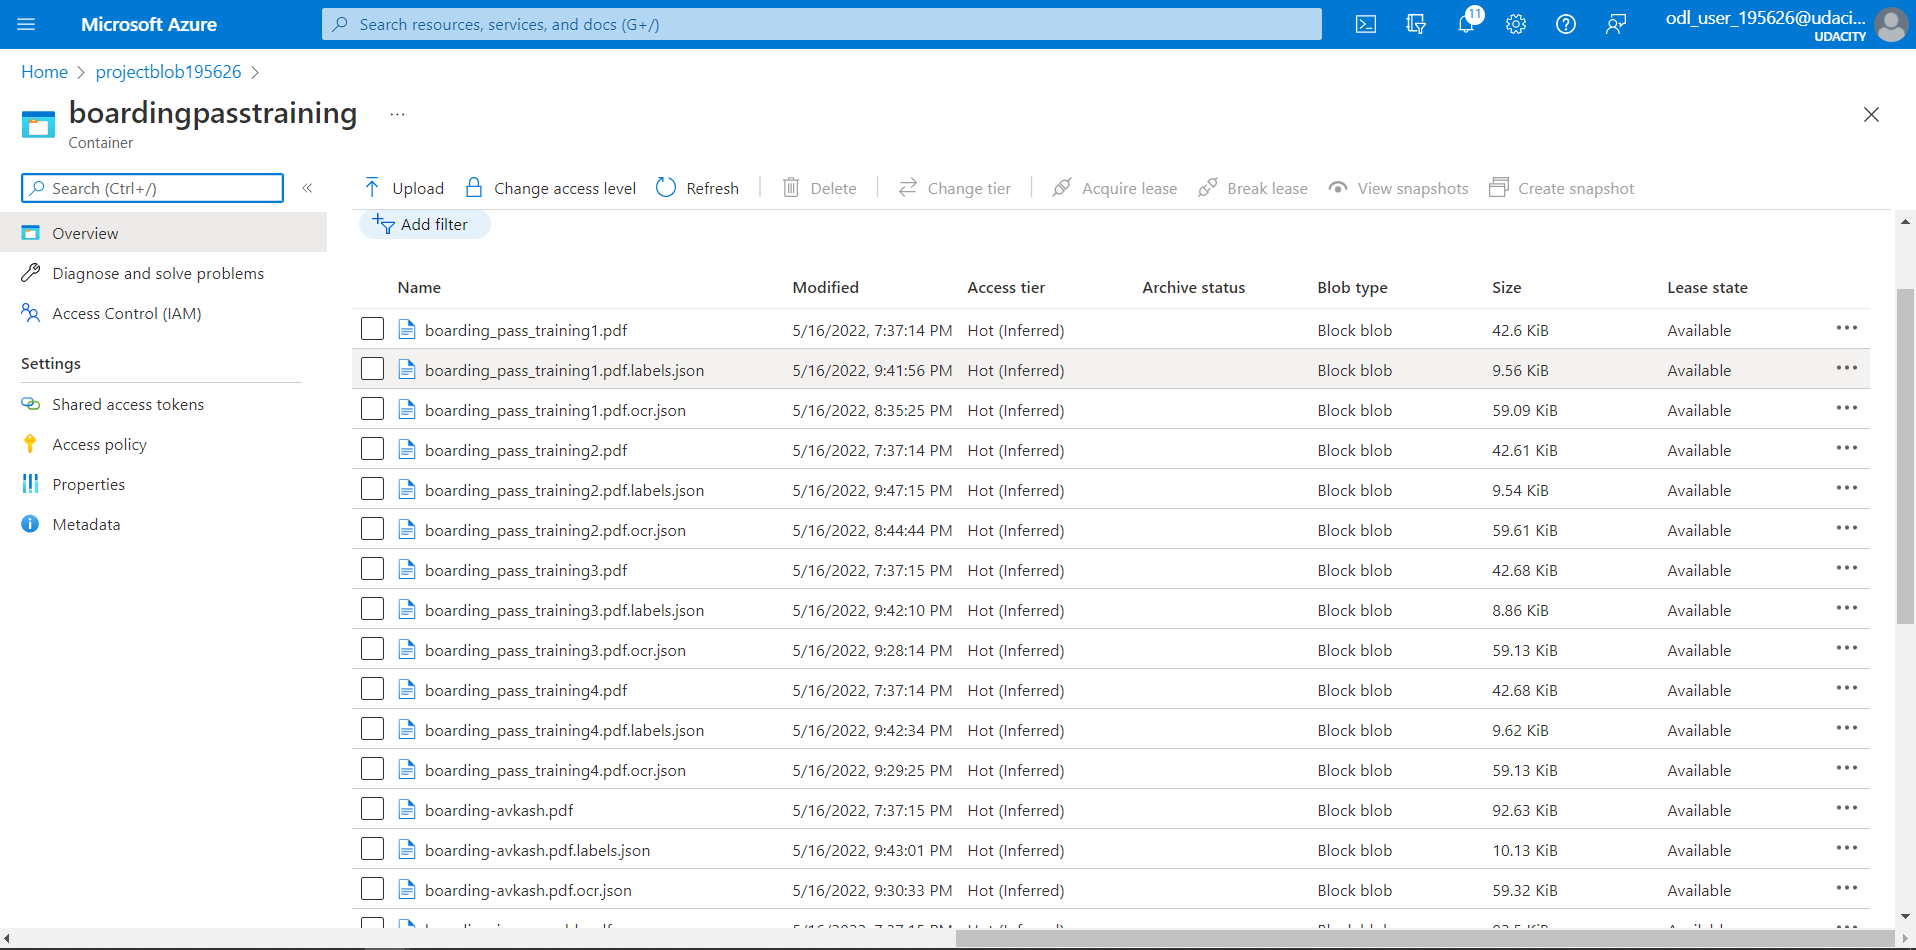 Microsoft Azure
Search resources, services, and docs (G+/)
11
odl_user_195626@udaci...
UDACITY
Home > projectblob195626 >
boardingpasstraining ...
Container
Search (Ctrl+/) «
Overview
Diagnose and solve problems
Access Control (IAM)
Settings
Shared access tokens
Access policy
Properties
Metadata
Upload Change access level Refresh Delete Change tier Acquire lease Break lease View snapshots Create snapshot
Add filter
Name Modified Access tier Archive status Blob type Size Lease state
boarding_pass_training1.pdf 5/16/2022, 7:37:14 PM Hot (Inferred) Block blob 42.6 KiB Available ...
boarding_pass_training1.pdf.labels.json 5/16/2022, 9:41:56 PM Hot (Inferred) Block blob 9.56 KiB Available ...
boarding_pass_training1.pdf.ocr.json 5/16/2022, 8:35:25 PM Hot (Inferred) Block blob 59.09 KiB Available ...
boarding_pass_training2.pdf 5/16/2022, 7:37:14 PM Hot (Inferred) Block blob 42.61 KiB Available ...
boarding_pass_training2.pdf.labels.json 5/16/2022, 9:47:15 PM Hot (Inferred) Block blob 9.54 KiB Available ...
boarding_pass_training2.pdf.ocr.json 5/16/2022, 8:44:44 PM Hot (Inferred) Block blob 59.61 KiB Available ...
boarding_pass_training3.pdf 5/16/2022, 7:37:15 PM Hot (Inferred) Block blob 42.68 KiB Available ...
boarding_pass_training3.pdf.labels.json 5/16/2022, 9:42:10 PM Hot (Inferred) Block blob 8.86 KiB Available ...
boarding_pass_training3.pdf.ocr.json 5/16/2022, 9:28:14 PM Hot (Inferred) Block blob 59.13 KiB Available ...
boarding_pass_training4.pdf 5/16/2022, 7:37:14 PM Hot (Inferred) Block blob 42.68 KiB Available ...
boarding_pass_training4.pdf.labels.json 5/16/2022, 9:42:34 PM Hot (Inferred) Block blob 9.62 KiB Available ...
boarding_pass_training4.pdf.ocr.json 5/16/2022, 9:29:25 PM Hot (Inferred) Block blob 59.13 KiB Available ...
boarding-avkash.pdf 5/16/2022, 7:37:15 PM Hot (Inferred) Block blob 92.63 KiB Available ...
boarding-avkash.pdf.labels.json 5/16/2022, 9:43:01 PM Hot (Inferred) Block blob 10.13 KiB Available ...
boarding-avkash.pdf.ocr.json 5/16/2022, 9:30:33 PM Hot (Inferred) Block blob 59.32 KiB Available ...